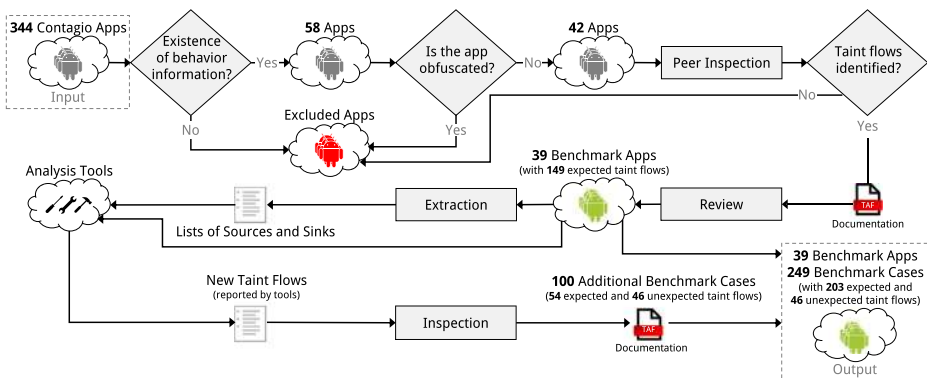 344 Contagio Apps
Input
Existence
of behavior
information?
Yes
58 Apps
Is the app
obfuscated?
No
42 Apps
Peer Inspection
Taint flows
identified?
No
No
Excluded Apps
Yes
Yes
Analysis Tools
Lists of Sources and Sinks
Extraction
39 Benchmark Apps
(with 149 expected taint flows)
Review
TAF
Documentation
New Taint Flows
(reported by tools)
Inspection
100 Additional Benchmark Cases
(54 expected and 46 unexpected taint flows)
TAF
Documentation
39 Benchmark Apps
249 Benchmark Cases
(with 203 expected and
46 unexpected taint flows)
Output